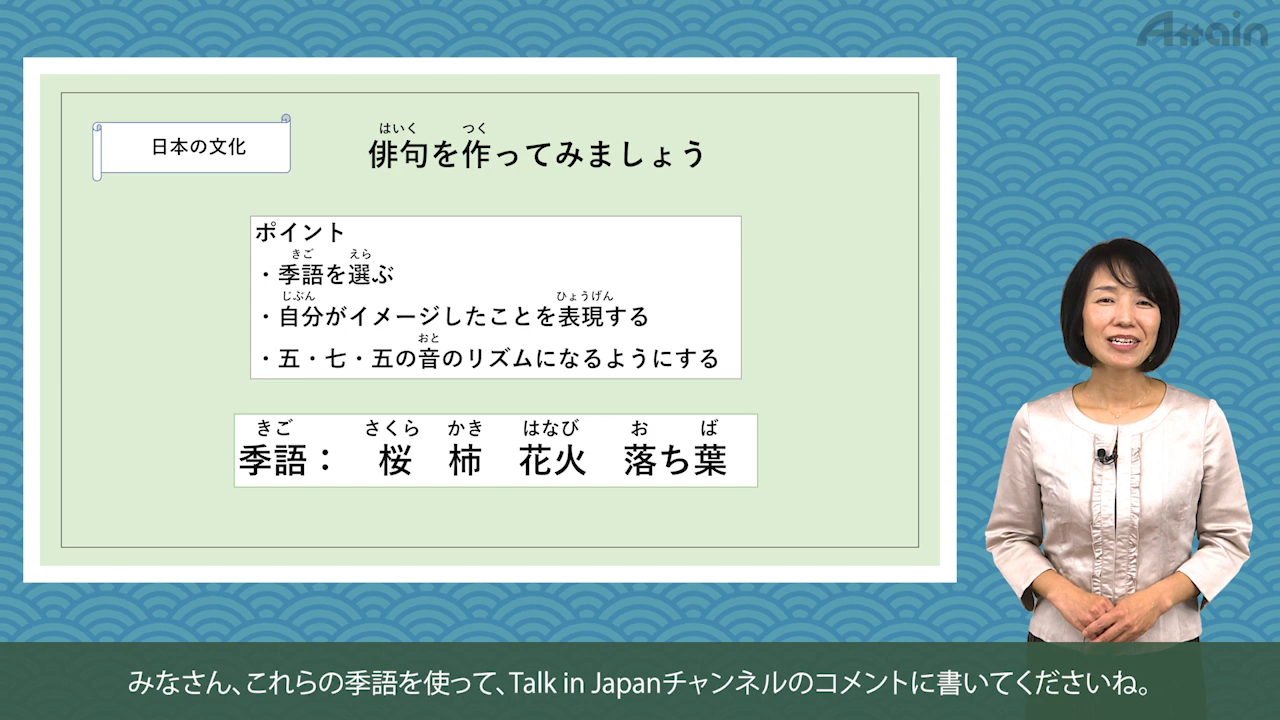 Attain
日本の文化
はいく つく
俳句を作ってみましょう
ポイント
きご えら
・季語を選ぶ
じぶん ひょうげん
・自分がイメージしたことを表現する
おと
・五・七・五の音のリズムになるようにする
きご さくら かき はなび お ば
季語： 桜 柿 花火 落ち葉
みなさん、これらの季語を使って、Talk in Japanチャンネルのコメントに書いてくださいね。